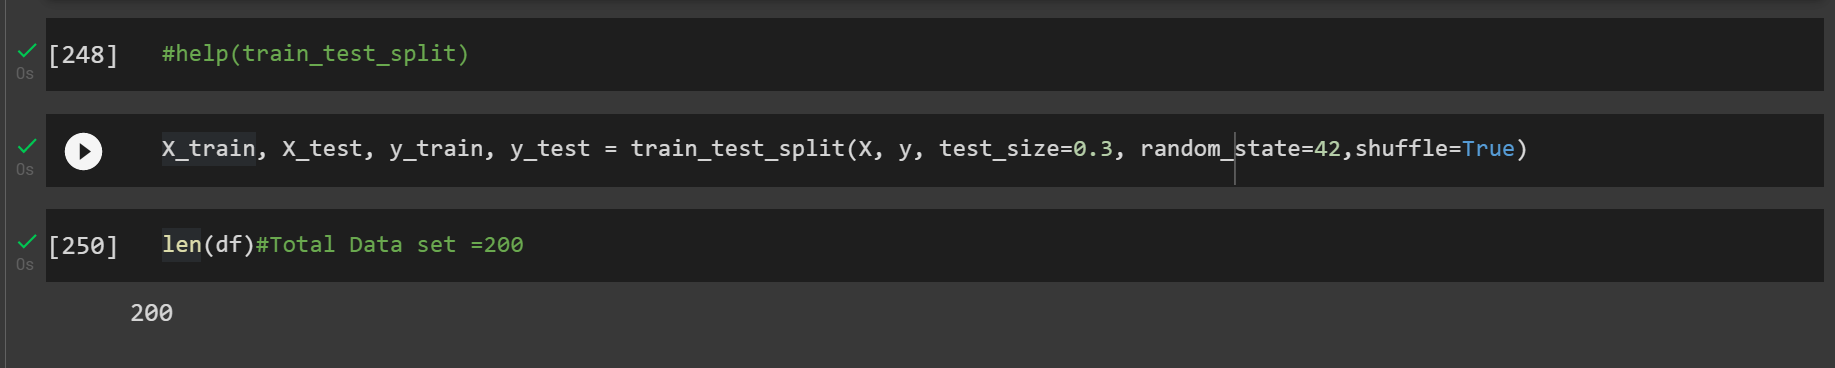 [248] #help(train_test_split)
0s
X_train, X_test, y_train, y_test = train_test_split(X, y, test_size=0.3, random_state=42,shuffle=True)
0s
[250] len(df)#Total Data set =200
0s
200